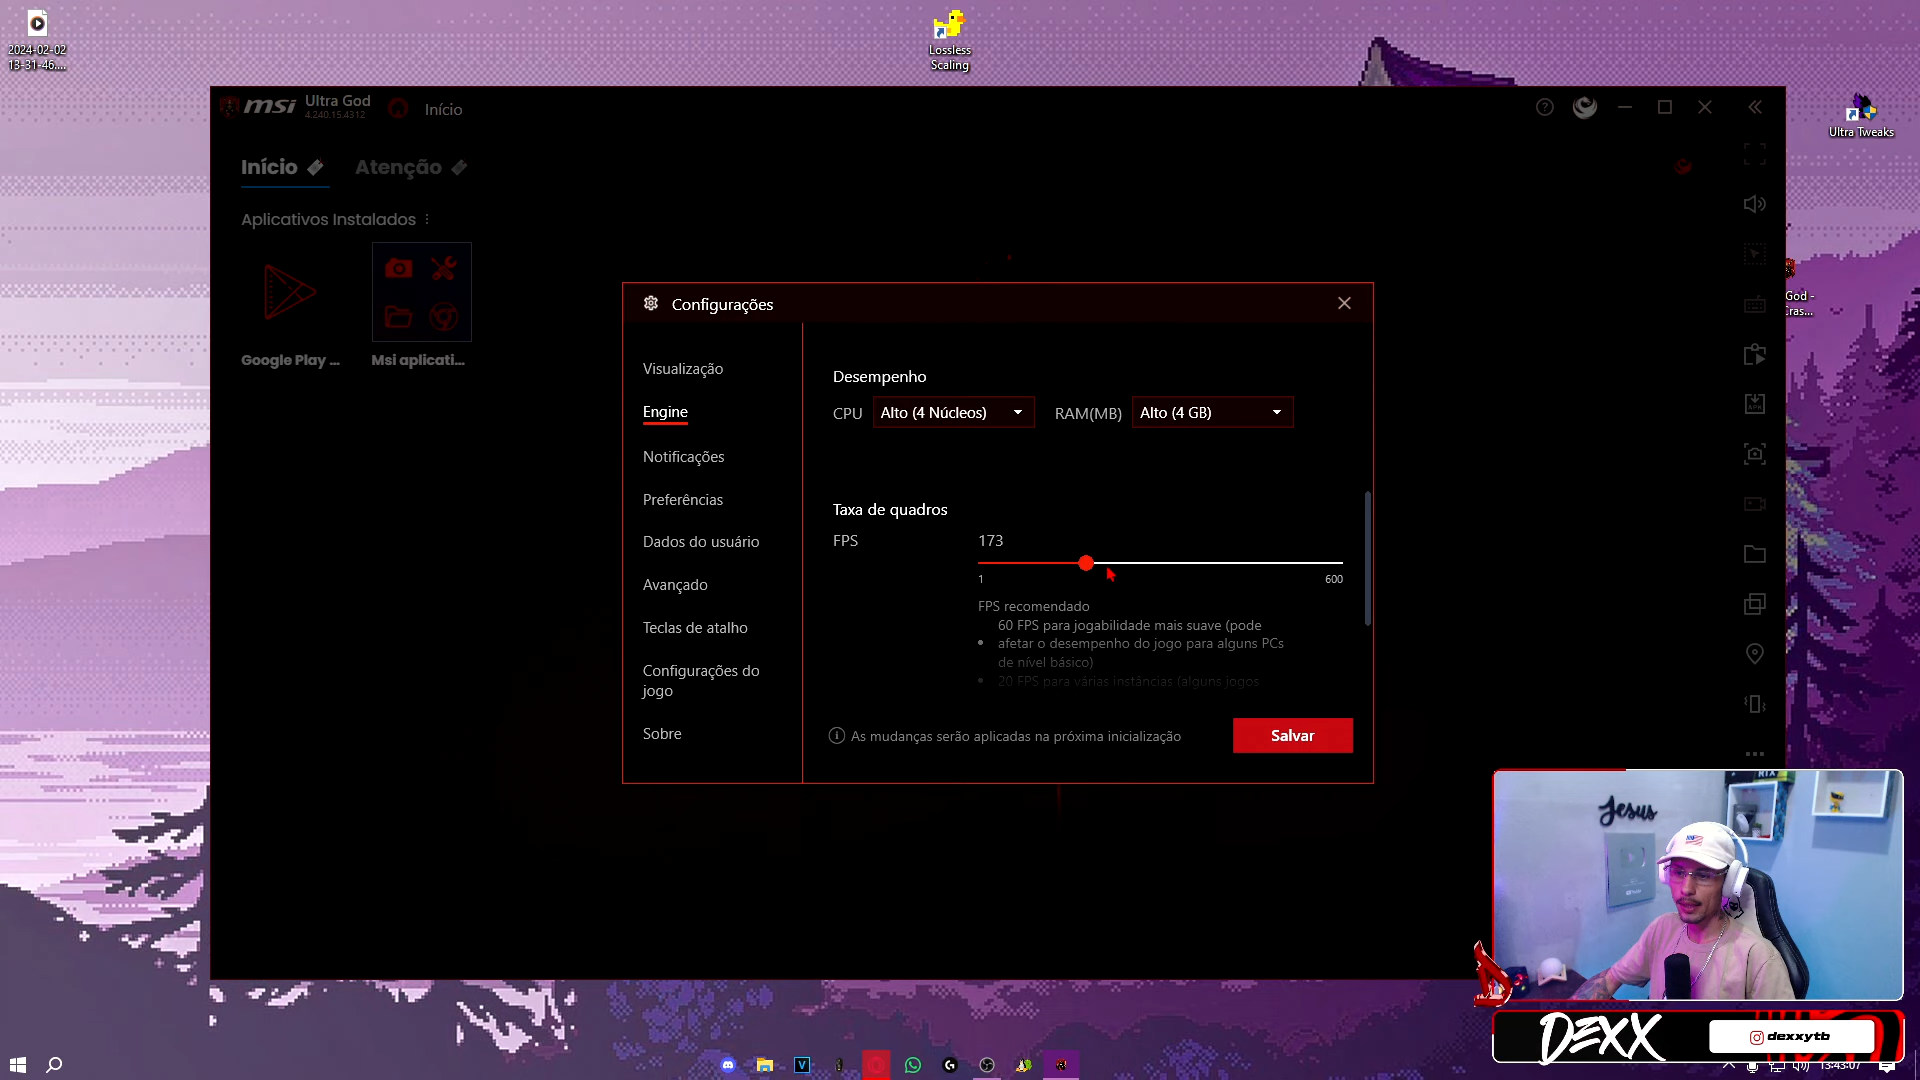 2024-02-02
13-31-46....
Lossless
Scaling
Ultra Tweaks
God -
Cras...
msi
Ultra God
4.240.15.4312
Início
Início
Atenção
Aplicativos Instalados
Google Play ...
Msi aplicati...
Configurações
Visualização
Engine
Notificações
Preferências
Dados do usuário
Avançado
Teclas de atalho
Configurações do
jogo
Sobre
Desempenho
CPU
Alto (4 Núcleos)
RAM(MB)
Alto (4 GB)
Taxa de quadros
FPS
173
1
600
FPS recomendado
60 FPS para jogabilidade mais suave (pode
afetar o desempenho do jogo para alguns PCs
de nível básico)
20 FPS para várias instâncias (alguns jogos
As mudanças serão aplicadas na próxima inicialização
Salvar
Jesus
DEXX
dexxytb
13:43:07